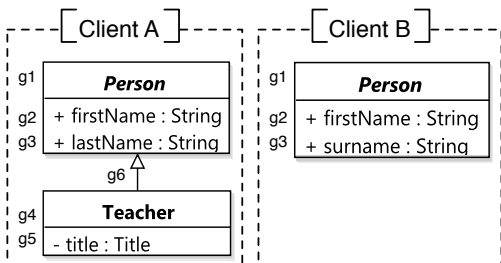 Client A
g1 Person
g2 + firstName : String
g3 + lastName : String
g6
g4 Teacher
g5 - title : Title
Client B
g1 Person
g2 + firstName : String
g3 + surname : String